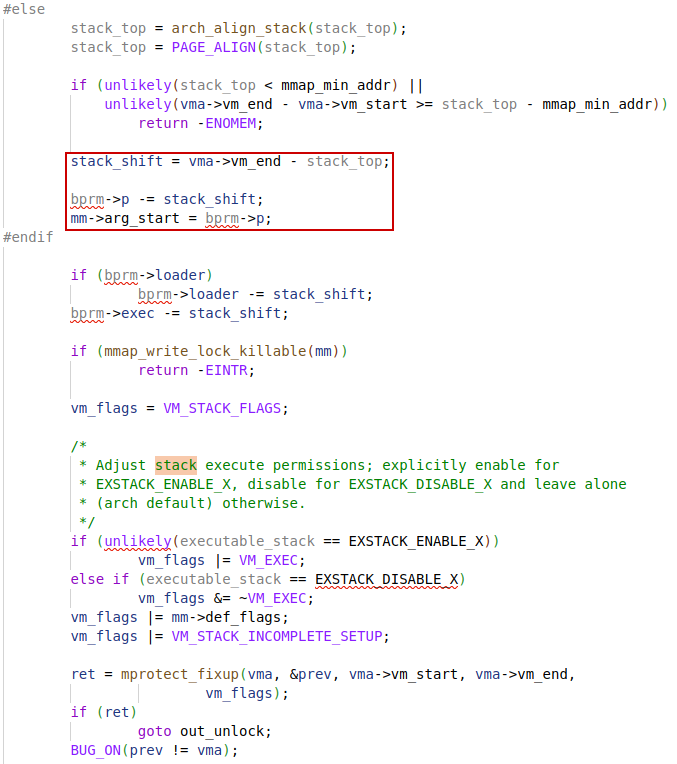 #else
        stack_top = arch_align_stack(stack_top);
        stack_top = PAGE_ALIGN(stack_top);

        if (unlikely(stack_top < mmap_min_addr) ||
            unlikely(vma->vm_end - vma->vm_start >= stack_top - mmap_min_addr))
                return -ENOMEM;

        stack_shift = vma->vm_end - stack_top;

        bprm->p -= stack_shift;
        mm->arg_start = bprm->p;
#endif

        if (bprm->loader)
                bprm->loader -= stack_shift;
        bprm->exec -= stack_shift;

        if (mmap_write_lock_killable(mm))
                return -EINTR;

        vm_flags = VM_STACK_FLAGS;

        /*
         * Adjust stack execute permissions; explicitly enable for
         * EXSTACK_ENABLE_X, disable for EXSTACK_DISABLE_X and leave alone
         * (arch default) otherwise.
         */
        if (unlikely(executable_stack == EXSTACK_ENABLE_X))
                vm_flags |= VM_EXEC;
        else if (executable_stack == EXSTACK_DISABLE_X)
                vm_flags &= ~VM_EXEC;
        vm_flags |= mm->def_flags;
        vm_flags |= VM_STACK_INCOMPLETE_SETUP;

        ret = mprotect_fixup(vma, &prev, vma->vm_start, vma->vm_end,
                        vm_flags);
        if (ret)
                goto out_unlock;
        BUG_ON(prev != vma);